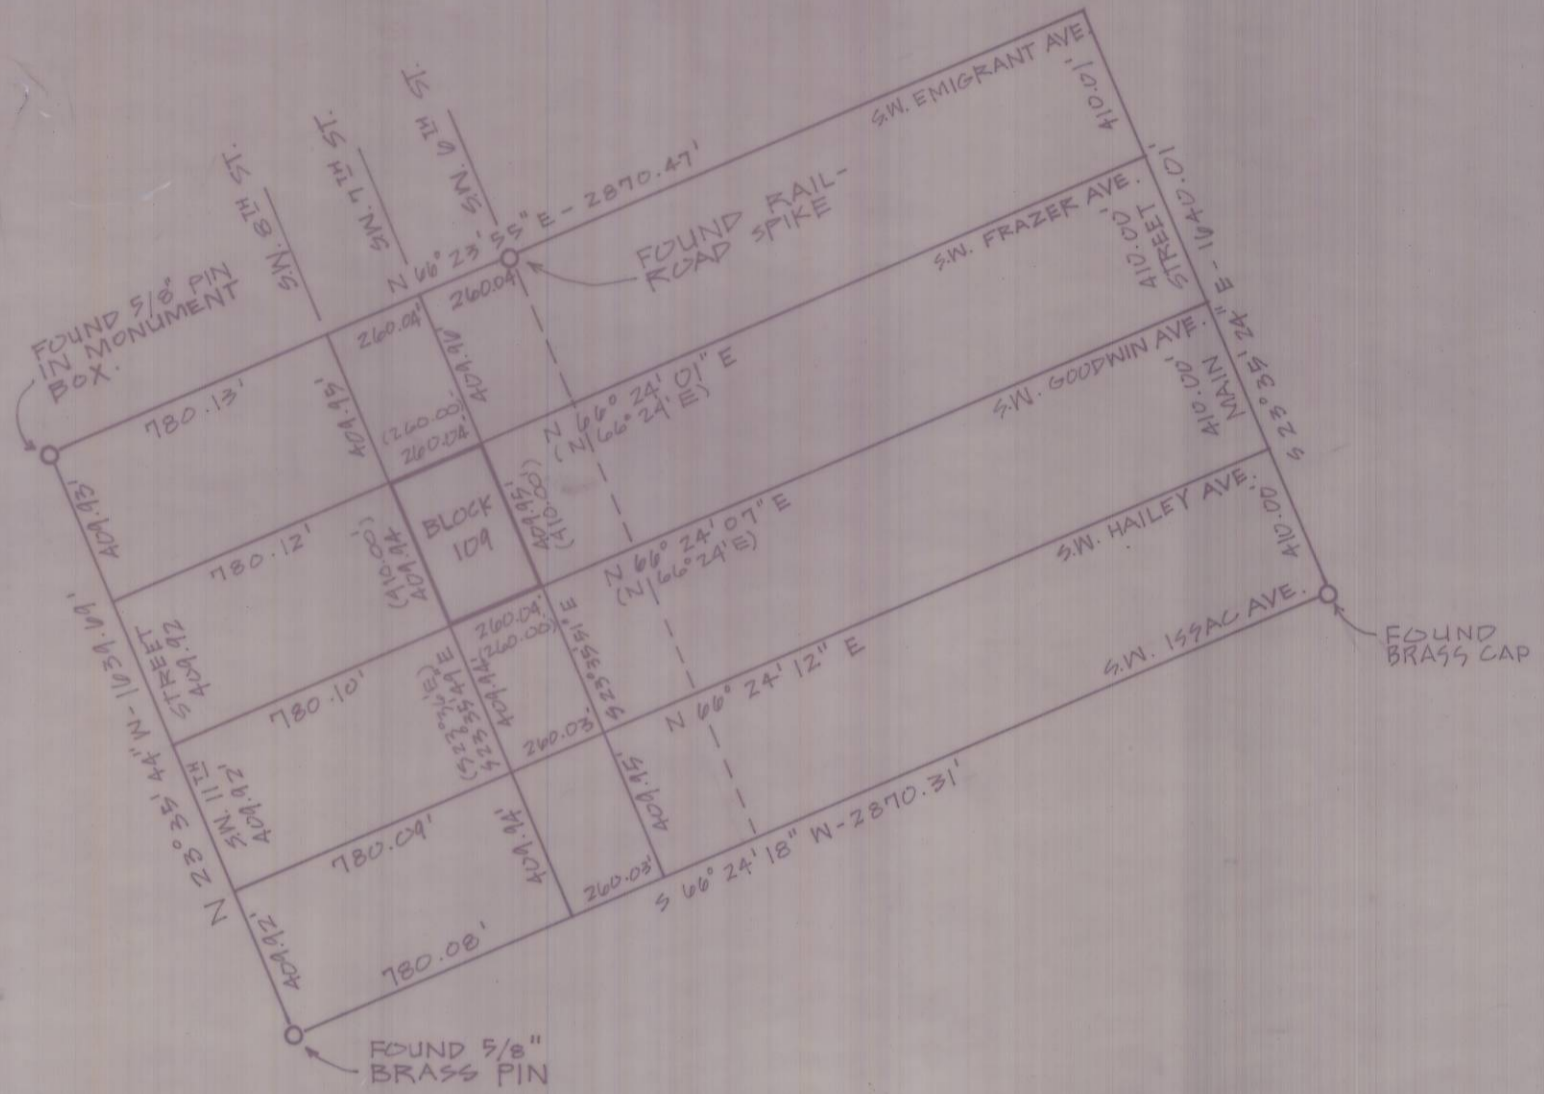 S.W. 6TH ST.
S.W. 7TH ST.
S.W. 8TH ST.
N 66° 23' 55" E - 2870.47'
S.W. EMIGRANT AVE.
410.01'
FOUND RAIL-
ROAD SPIKE
FOUND 5/8" PIN
IN MONUMENT
BOX.
260.04'
260.04'
780.13'
409.95'
409.96'
S.W. FRAZER AVE.
410.00'
STREET
S 23° 35' 24" E - 1640.01'
(260.00')
260.04'
N 66° 24' 01" E
(N 66° 24' E)
409.93'
780.12'
409.94
(410.00')
BLOCK
109
409.95'
(410.00')
S.W. GOODWIN AVE.
410.00'
MAIN
N 66° 24' 07" E
(N 66° 24' E)
N 23° 35' 44" W - 1639.69'
STREET
409.92
780.10'
260.04'
(260.00')
409.94'
S 23° 35' 49" E
(S 23° 36' E)
S 23° 35' 51" E
S.W. HAILEY AVE.
410.00'
N 66° 24' 12" E
S.W. 11TH
409.92'
780.09'
260.03'
409.94'
409.95'
S.W. ISSAC AVE.
FOUND
BRASS CAP
409.92'
780.08'
260.03'
S 66° 24' 18" W - 2870.31'
FOUND 5/8"
BRASS PIN